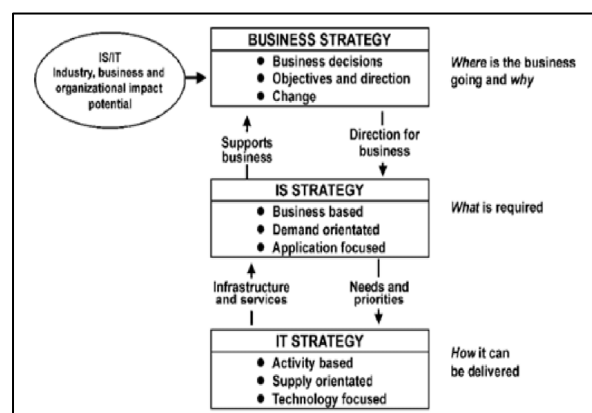 IS/IT
Industry, business and
organizational impact
potential
BUSINESS STRATEGY
● Business decisions
● Objectives and direction
● Change
Where is the business
going and why
Supports
business
Direction for
business
IS STRATEGY
● Business based
● Demand orientated
● Application focused
What is required
Infrastructure
and services
Needs and
priorities
IT STRATEGY
● Activity based
● Supply orientated
● Technology focused
How it can
be delivered